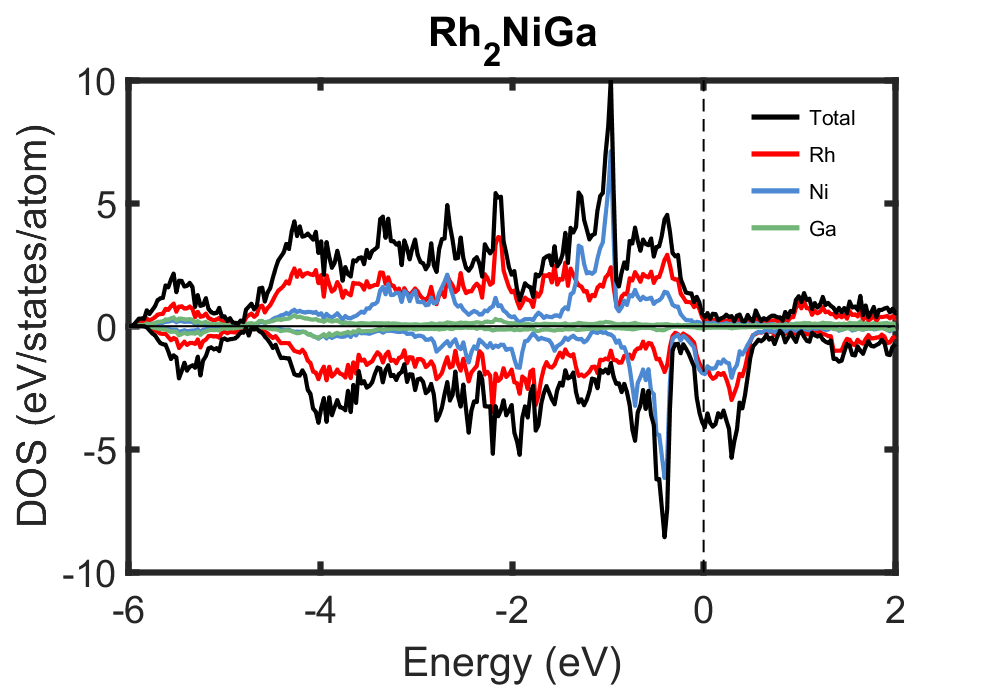 Rh2NiGa
DOS (eV/states/atom)
10
5
0
-5
-10
-6
-4
-2
0
2
Energy (eV)
Total
Rh
Ni
Ga